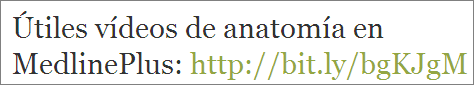 Útiles vídeos de anatomía en
MedlinePlus: http://bit.ly/bgKJgM